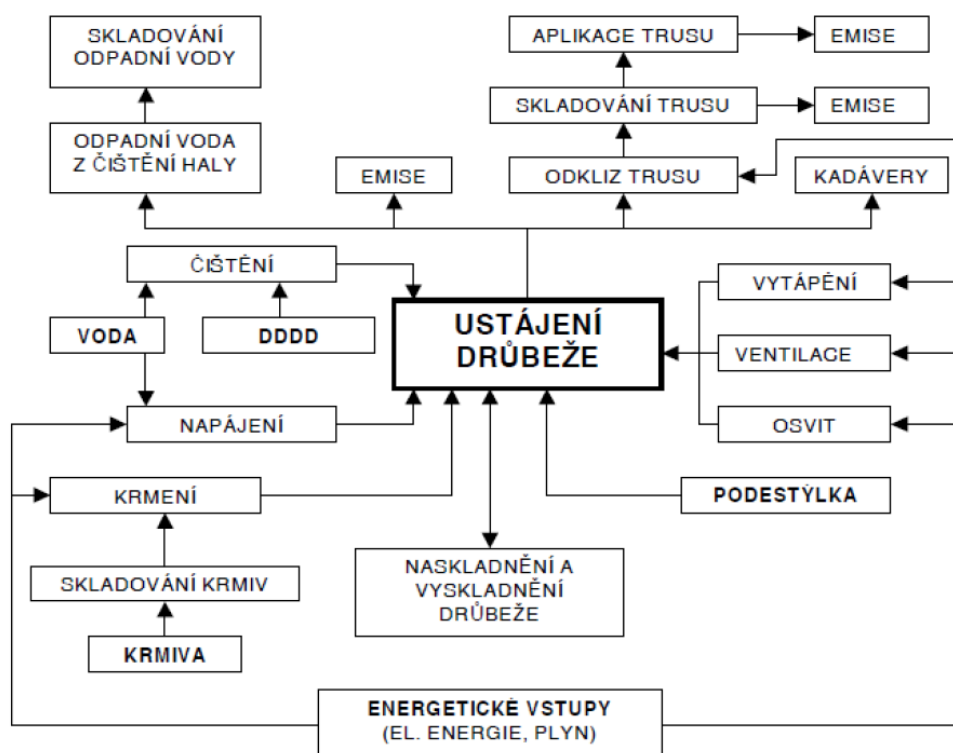 SKLADOVÁNÍ
ODPADNÍ VODY
APLIKACE TRUSU
EMISE
SKLADOVÁNÍ TRUSU
EMISE
ODPADNÍ VODA
Z ČIŠTĚNÍ HALY
EMISE
ODKLIZ TRUSU
KADÁVERY
ČIŠTĚNÍ
VYTÁPĚNÍ
VODA
DDDD
USTÁJENÍ
DRŮBEŽE
VENTILACE
NAPÁJENÍ
OSVIT
KRMENÍ
PODESTÝLKA
NASKLADNĚNÍ A
VYSKLADNĚNÍ
DRŮBEŽE
SKLADOVÁNÍ KRMIV
KRMIVA
ENERGETICKÉ VSTUPY
(EL. ENERGIE, PLYN)